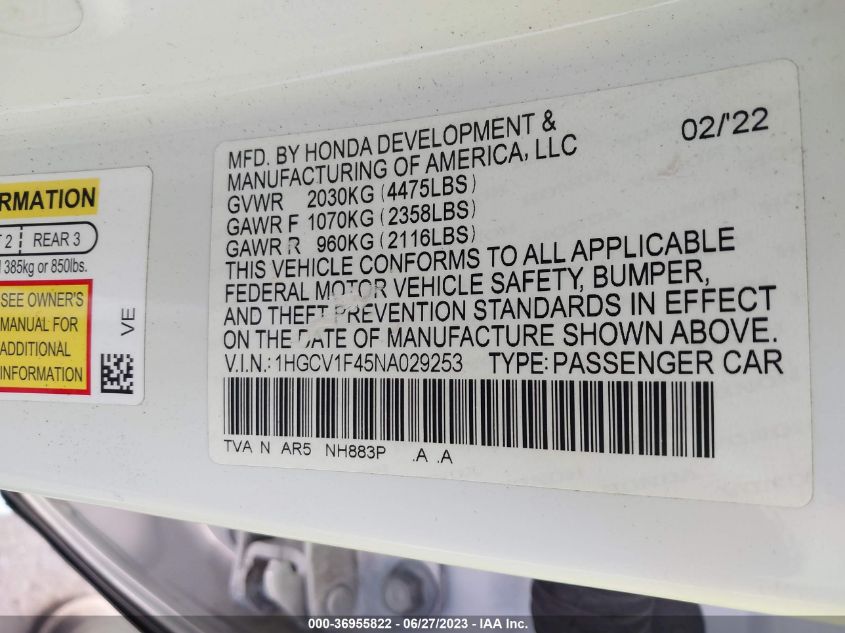 RMATION
2 REAR 3
385kg or 850lbs.
SEE OWNER'S
MANUAL FOR
ADDITIONAL
INFORMATION
VE
02/'22
MFD. BY HONDA DEVELOPMENT &
MANUFACTURING OF AMERICA, LLC
GVWR 2030KG (4475LBS)
GAWR F 1070KG (2358LBS)
GAWR R 960KG (2116LBS)
THIS VEHICLE CONFORMS TO ALL APPLICABLE
FEDERAL MOTOR VEHICLE SAFETY, BUMPER,
AND THEFT PREVENTION STANDARDS IN EFFECT
ON THE DATE OF MANUFACTURE SHOWN ABOVE.
V.I.N.: 1HGCV1F45NA029253 TYPE: PASSENGER CAR
TVA N AR5 NH883P .A .A
000-36955822 - 06/27/2023 - IAA Inc.